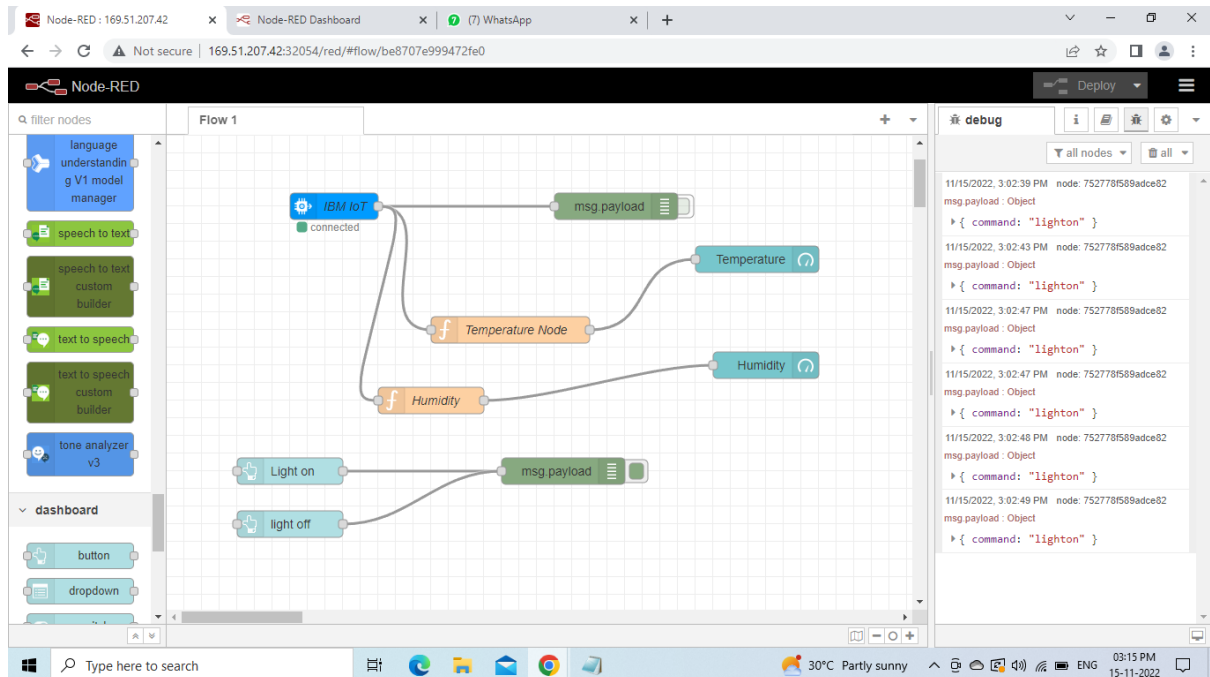 Node-RED : 169.51.207.42
Node-RED Dashboard
(7) WhatsApp
Not secure
169.51.207.42:32054/red/#flow/be8707e999472fe0
Node-RED
Deploy
filter nodes
language
understandin
g V1 model
manager
speech to text
speech to text
custom
builder
text to speech
text to speech
custom
builder
tone analyzer
v3
dashboard
button
dropdown
Flow 1
IBM IoT
connected
msg.payload
Temperature
Temperature Node
Humidity
Humidity
Light on
msg.payload
light off
debug
all nodes
all
11/15/2022, 3:02:39 PM node: 752778f589adce82
msg.payload : Object
{ command: "lighton" }
11/15/2022, 3:02:43 PM node: 752778f589adce82
msg.payload : Object
{ command: "lighton" }
11/15/2022, 3:02:47 PM node: 752778f589adce82
msg.payload : Object
{ command: "lighton" }
11/15/2022, 3:02:47 PM node: 752778f589adce82
msg.payload : Object
{ command: "lighton" }
11/15/2022, 3:02:48 PM node: 752778f589adce82
msg.payload : Object
{ command: "lighton" }
11/15/2022, 3:02:49 PM node: 752778f589adce82
msg.payload : Object
{ command: "lighton" }
Type here to search
30°C Partly sunny
ENG
03:15 PM
15-11-2022